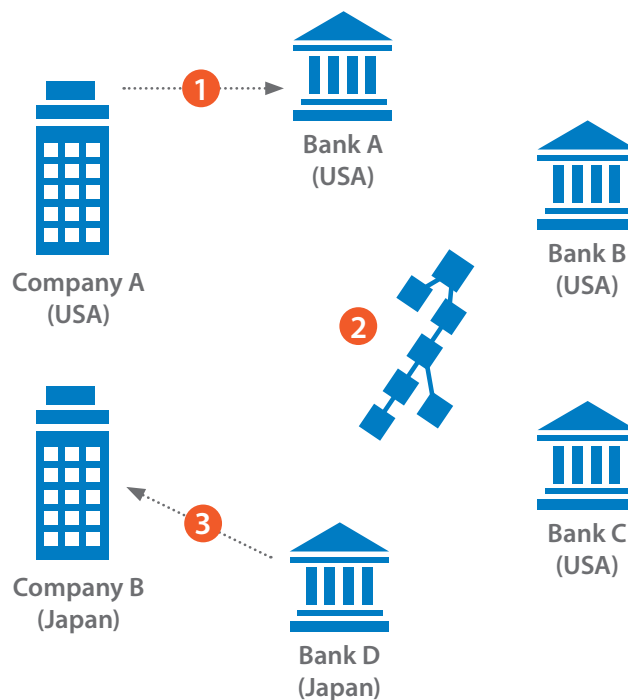 1
Bank A
(USA)
Company A
(USA)
Bank B
(USA)
2
Company B
(Japan)
3
Bank C
(USA)
Bank D
(Japan)